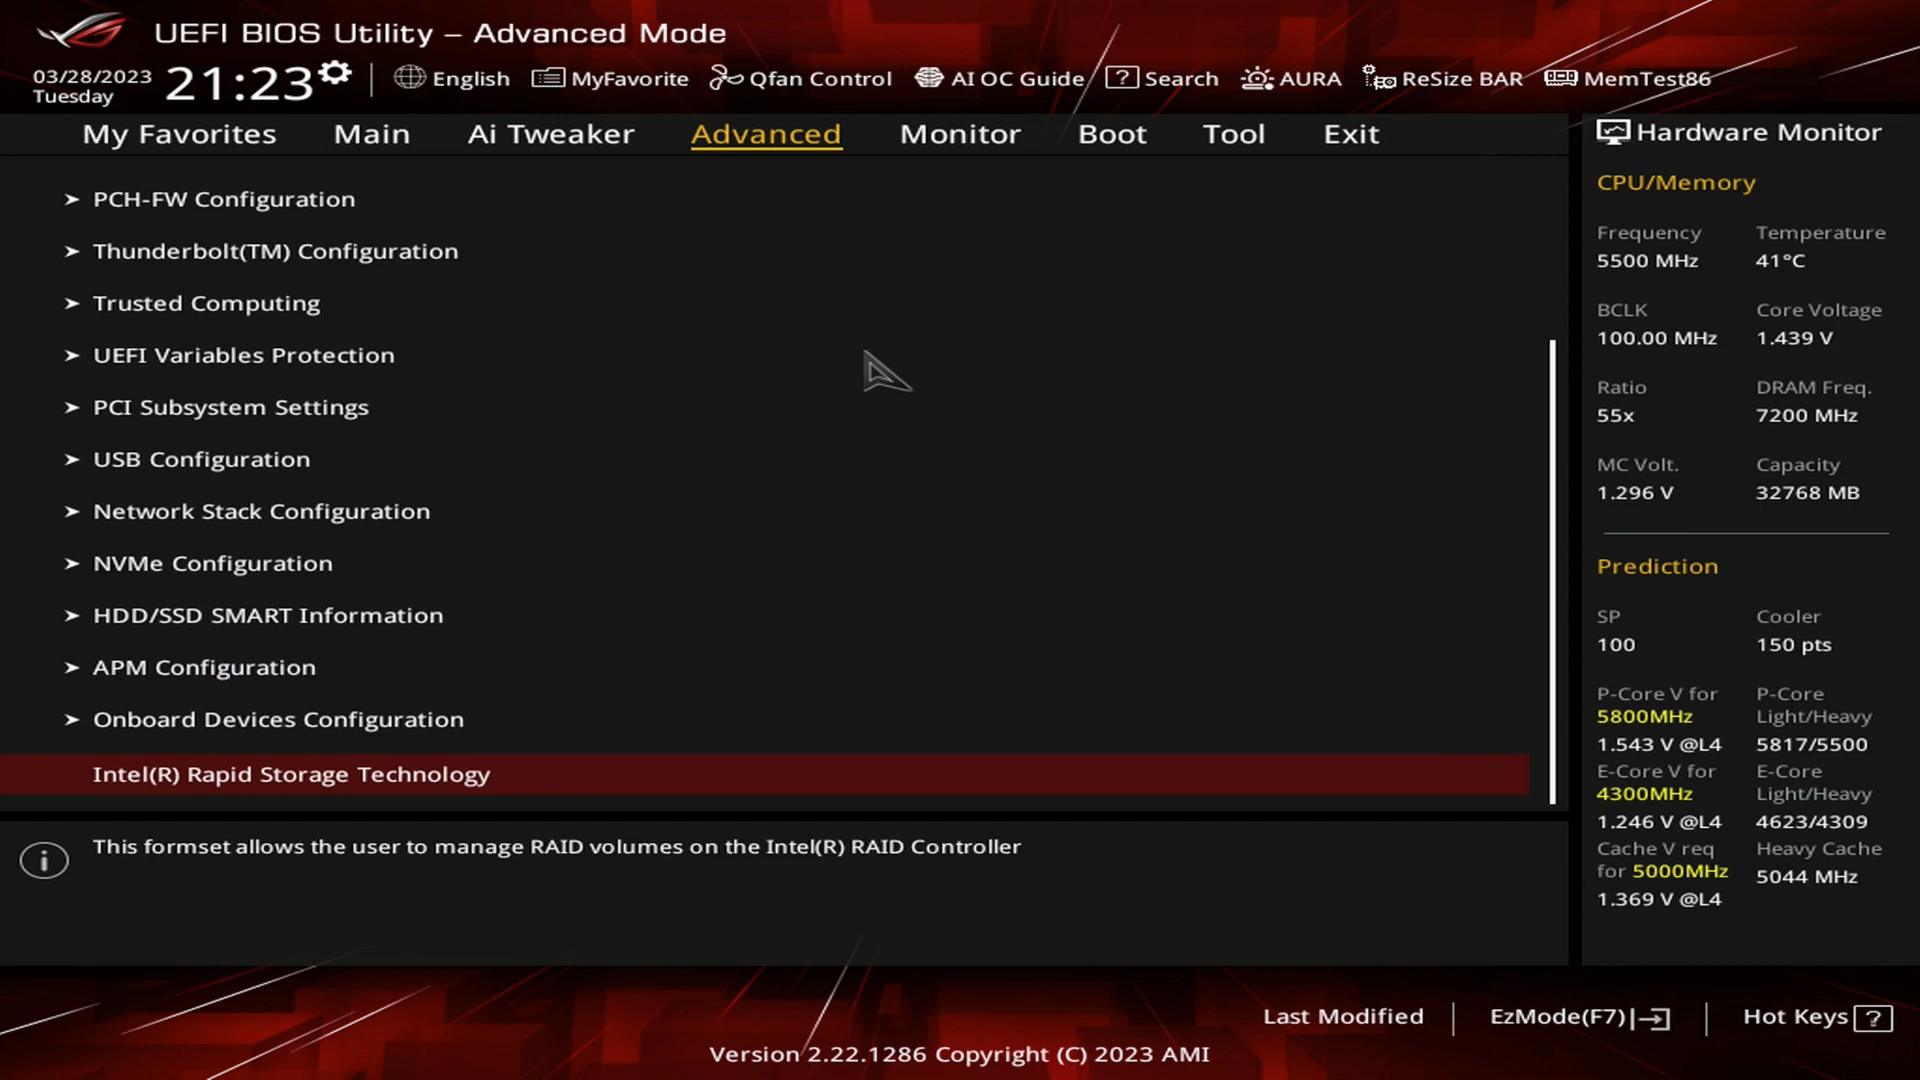 UEFI BIOS Utility – Advanced Mode
03/28/2023
Tuesday
21:23
English
MyFavorite
Qfan Control
AI OC Guide
Search
AURA
ReSize BAR
MemTest86
My Favorites
Main
Ai Tweaker
Advanced
Monitor
Boot
Tool
Exit
PCH-FW Configuration
Thunderbolt(TM) Configuration
Trusted Computing
UEFI Variables Protection
PCI Subsystem Settings
USB Configuration
Network Stack Configuration
NVMe Configuration
HDD/SSD SMART Information
APM Configuration
Onboard Devices Configuration
Intel(R) Rapid Storage Technology
This formset allows the user to manage RAID volumes on the Intel(R) RAID Controller
Hardware Monitor
CPU/Memory
Frequency Temperature
5500 MHz 41°C
BCLK Core Voltage
100.00 MHz 1.439 V
Ratio DRAM Freq.
55x 7200 MHz
MC Volt. Capacity
1.296 V 32768 MB
Prediction
SP Cooler
100 150 pts
P-Core V for P-Core
5800MHz Light/Heavy
1.543 V @L4 5817/5500
E-Core V for E-Core
4300MHz Light/Heavy
1.246 V @L4 4623/4309
Cache V req Heavy Cache
for 5000MHz 5044 MHz
1.369 V @L4
Last Modified
EzMode(F7)
Hot Keys ?
Version 2.22.1286 Copyright (C) 2023 AMI